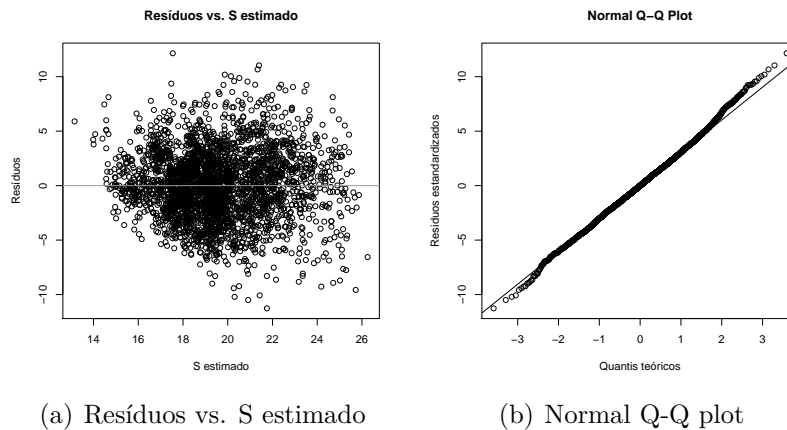 Resíduos vs. S estimado
Resíduos
10
5
0
−5
−10
14 16 18 20 22 24 26
S estimado
Normal Q−Q Plot
Resíduos estandardizados
10
5
0
−5
−10
−3 −2 −1 0 1 2 3
Quantis teóricos
(a) Resíduos vs. S estimado
(b) Normal Q-Q plot